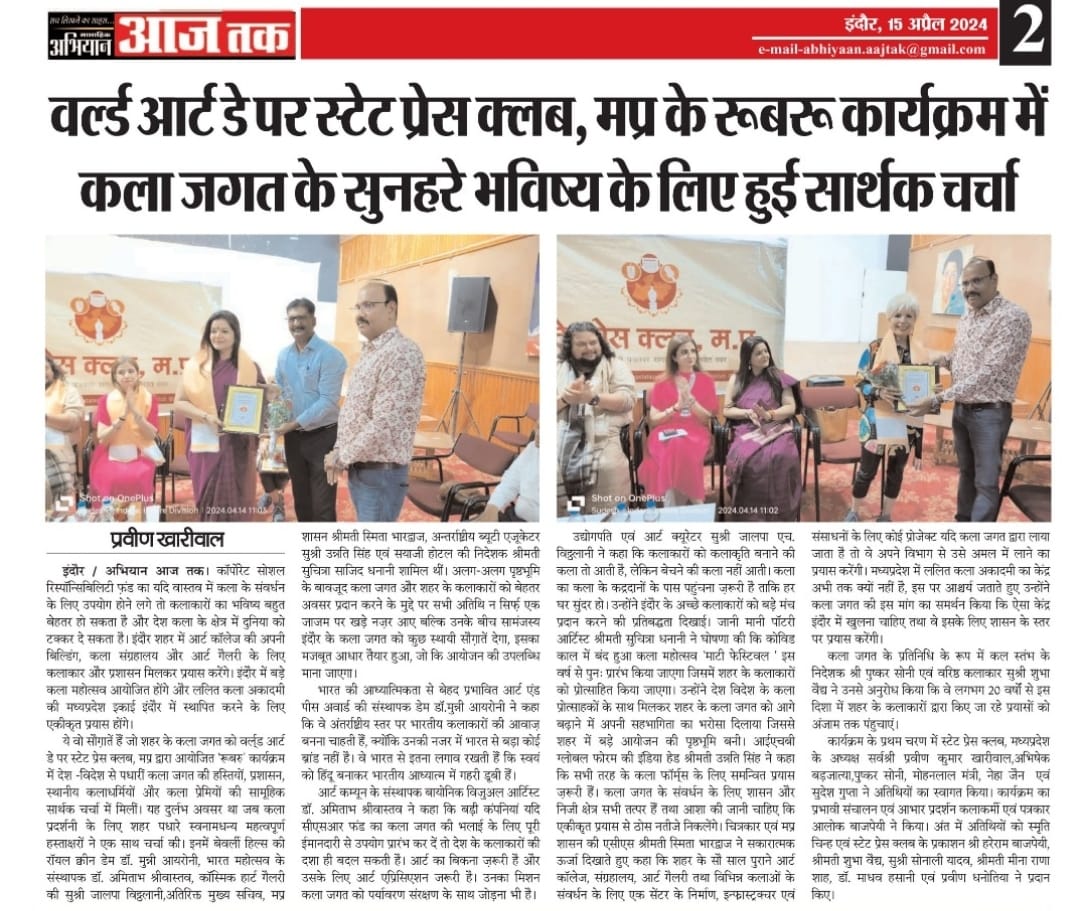 सच लिखने का साहस...
साप्ताहिक
अभियान
आज तक
इंदौर, 15 अप्रैल 2024
e-mail-abhiyaan.aajtak@gmail.com
2
वर्ल्ड आर्ट डे पर स्टेट प्रेस क्लब, मप्र के रूबरू कार्यक्रम में
कला जगत के सुनहरे भविष्य के लिए हुई सार्थक चर्चा
प्रेस क्लब, म.प्र.
Shot on OnePlus
2024.04.14 11:03
प्रेस क्लब, म.प्र.
Shot on OnePlus
2024.04.14 11:02
प्रवीण खारीवाल
इंदौर / अभियान आज तक। कॉर्पोरेट सोशल
रिस्पॉन्सिबिलिटी फ़ंड का यदि वास्तव में कला के संवर्धन
के लिए उपयोग होने लगे तो कलाकारों का भविष्य बहुत
बेहतर हो सकता है और देश कला के क्षेत्र में दुनिया को
टक्कर दे सकता है। इंदौर शहर में आर्ट कॉलेज की अपनी
बिल्डिंग, कला संग्रहालय और आर्ट गैलरी के लिए
कलाकार और प्रशासन मिलकर प्रयास करेंगे। इंदौर में बड़े
कला महोत्सव आयोजित होंगे और ललित कला अकादमी
की मध्यप्रदेश इकाई इंदौर में स्थापित करने के लिए
एकीकृत प्रयास होंगे।
ये वो सौग़ातें हैं जो शहर के कला जगत को वर्ल्ड आर्ट
डे पर स्टेट प्रेस क्लब, मप्र द्वारा आयोजित 'रूबरू' कार्यक्रम
में देश -विदेश से पधारीं कला जगत की हस्तियों, प्रशासन,
स्थानीय कलाधर्मियों और कला प्रेमियों की सामूहिक
सार्थक चर्चा में मिली। यह दुर्लभ अवसर था जब कला
प्रदर्शनी के लिए शहर पधारे स्वनामधन्य महत्वपूर्ण
हस्ताक्षरों ने एक साथ चर्चा की। इनमें बेवर्ली हिल्स की
रॉयल क्वीन डेम डॉ. मुन्नी आयरोनी, भारत महोत्सव के
संस्थापक डॉ. अमिताभ श्रीवास्तव, कॉस्मिक हार्ट गैलेरी
की सुश्री जालपा विट्ठलानी,अतिरिक्त मुख्य सचिव, मप्र
शासन श्रीमती स्मिता भारद्वाज, अन्तर्राष्ट्रीय ब्यूटी एजूकेटर
सुश्री उन्नति सिंह एवं सयाजी होटल की निदेशक श्रीमती
सुचित्रा साजिद धनानी शामिल थीं। अलग-अलग पृष्ठभूमि
के बावजूद कला जगत और शहर के कलाकारों को बेहतर
अवसर प्रदान करने के मुद्दे पर सभी अतिथि न सिर्फ़ एक
जाजम पर खड़े नज़र आए बल्कि उनके बीच सामंजस्य
इंदौर के कला जगत को कुछ स्थायी सौग़ातें देगा, इसका
मजबूत आधार तैयार हुआ, जो कि आयोजन की उपलब्धि
माना जाएगा।
भारत की आध्यात्मिकता से बेहद प्रभावित आर्ट एंड
पीस अवार्ड की संस्थापक डेम डॉ.मुन्नी आयरोनी ने कहा
कि वे अंतर्राष्ट्रीय स्तर पर भारतीय कलाकारों की आवाज़
बनना चाहती हैं, क्योंकि उनकी नजर में भारत से बड़ा कोई
ब्रांड नहीं है। वे भारत से इतना लगाव रखती हैं कि स्वयं
को हिंदू बनाकर भारतीय आध्यात्म में गहरी डूबी हैं।
आर्ट कम्यून के संस्थापक बायोनिक विजुअल आर्टिस्ट
डॉ. अमिताभ श्रीवास्तव ने कहा कि बढ़ी कंपनियां यदि
सीएसआर फंड का कला जगत की भलाई के लिए पूरी
ईमानदारी से उपयोग प्रारंभ कर दें तो देश के कलाकारों की
दशा ही बदल सकती है। आर्ट का बिकना ज़रूरी है और
उसके लिए आर्ट एप्रिसिएशन जरूरी है। उनका मिशन
कला जगत को पर्यावरण संरक्षण के साथ जोड़ना भी है।
उद्योगपति एवं आर्ट क्यूरेटर सुश्री जालपा एच.
विट्ठलानी ने कहा कि कलाकारों को कलाकृति बनाने की
कला तो आती है, लेकिन बेचने की कला नहीं आती। कला
का कला के कद्रदानों के पास पहुंचना ज़रूरी है ताकि हर
घर सुंदर हो। उन्होंने इंदौर के अच्छे कलाकारों को बड़े मंच
प्रदान करने की प्रतिबद्धता दिखाई। जानी मानी पॉटरी
आर्टिस्ट श्रीमती सुचित्रा धनानी ने घोषणा की कि कोविड
काल में बंद हुआ कला महोत्सव 'माटी फेस्टिवल ' इस
वर्ष से पुनः प्रारंभ किया जाएगा जिसमें शहर के कलाकारों
को प्रोत्साहित किया जाएगा। उन्होंने देश विदेश के कला
प्रोत्साहकों के साथ मिलकर शहर के कला जगत को आगे
बढ़ाने में अपनी सहभागिता का भरोसा दिलाया जिससे
शहर में बड़े आयोजन की पृष्ठभूमि बनी। आईएचबी
ग्लोबल फोरम की इंडिया हेड श्रीमती उन्नति सिंह ने कहा
कि सभी तरह के कला फॉर्म्स के लिए समन्वित प्रयास
ज़रूरी हैं। कला जगत के संवर्धन के लिए शासन और
निजी क्षेत्र सभी तत्पर हैं तथा आशा की जानी चाहिए कि
एकीकृत प्रयास से ठोस नतीजे निकलेंगे। चित्रकार एवं मप्र
शासन की एसीएस श्रीमती स्मिता भारद्वाज ने सकारात्मक
ऊर्जा दिखाते हुए कहा कि शहर के सौ साल पुराने आर्ट
कॉलेज, संग्रहालय, आर्ट गैलरी तथा विभिन्न कलाओं के
संवर्धन के लिए एक सेंटर के निर्माण, इन्फ्रास्ट्रक्चर एवं
संसाधनों के लिए कोई प्रोजेक्ट यदि कला जगत द्वारा लाया
जाता है तो वे अपने विभाग से उसे अमल में लाने का
प्रयास करेंगी। मध्यप्रदेश में ललित कला अकादमी का केंद्र
अभी तक क्यों नहीं है, इस पर आश्चर्य जताते हुए उन्होंने
कला जगत की इस मांग का समर्थन किया कि ऐसा केंद्र
इंदौर में खुलना चाहिए तथा वे इसके लिए शासन के स्तर
पर प्रयास करेंगी।
कला जगत के प्रतिनिधि के रूप में कल स्तंभ के
निदेशक श्री पुष्कर सोनी एवं वरिष्ठ कलाकार सुश्री शुभा
वैद्य ने उनसे अनुरोध किया कि वे लगभग 20 वर्षों से इस
दिशा में शहर के कलाकारों द्वारा किए जा रहे प्रयासों को
अंजाम तक पहुंचाएं।
कार्यक्रम के प्रथम चरण में स्टेट प्रेस क्लब, मध्यप्रदेश
के अध्यक्ष सर्वश्री प्रवीण कुमार खारीवाल,अभिषेक
बड़जात्या,पुष्कर सोनी, मोहनलाल मंत्री, नेहा जैन एवं
सुदेश गुप्ता ने अतिथियों का स्वागत किया। कार्यक्रम का
प्रभावी संचालन एवं आभार प्रदर्शन कलाकर्मी एवं पत्रकार
आलोक बाजपेयी ने किया। अंत में अतिथियों को स्मृति
चिन्ह एवं स्टेट प्रेस क्लब के प्रकाशन श्री हरेराम बाजपेयी,
श्रीमती शुभा वैद्य, सुश्री सोनाली यादव, श्रीमती मीना राणा
शाह, डॉ. माधव हसानी एवं प्रवीण धनोतिया ने प्रदान
किए।